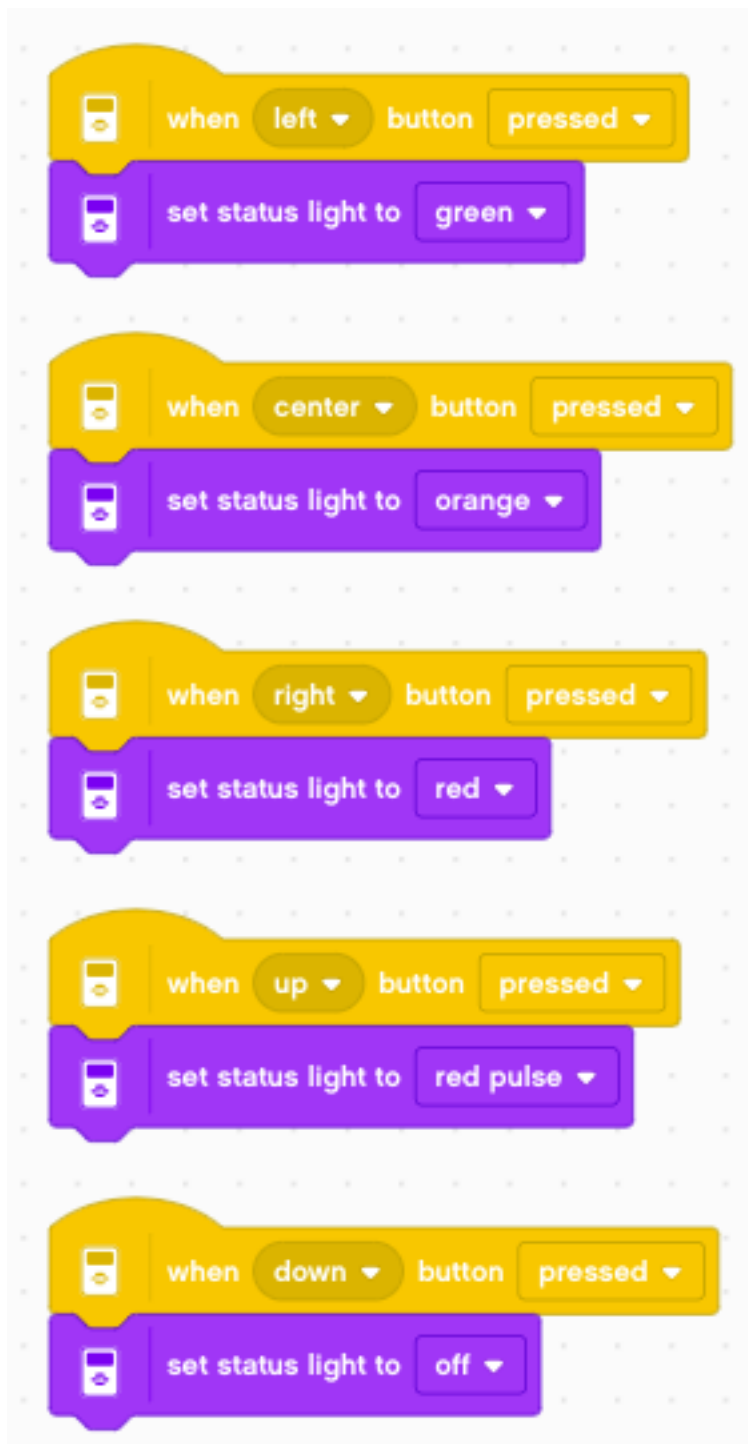 when left button pressed
set status light to green
when center button pressed
set status light to orange
when right button pressed
set status light to red
when up button pressed
set status light to red pulse
when down button pressed
set status light to off